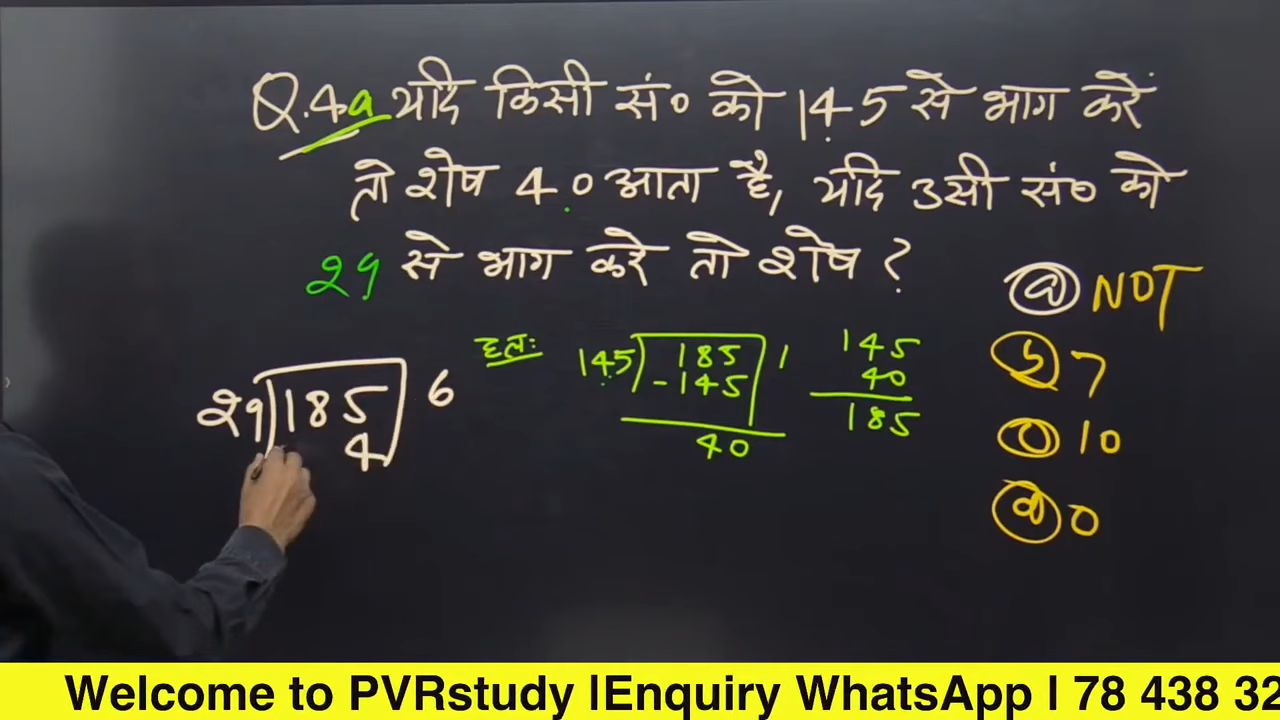 Q.4a यदि किसी सं० को 145 से भाग करें
तो शेष 40 आता है, यदि उसी सं० को
29 से भाग करे तो शेष ?
हल:
145) 185 ( 1
-145
40
145
40
185
29) 185 ( 6
4
ⓐ NOT
ⓑ 7
ⓒ 10
ⓓ 0
Welcome to PVRstudy |Enquiry WhatsApp | 78 438 32